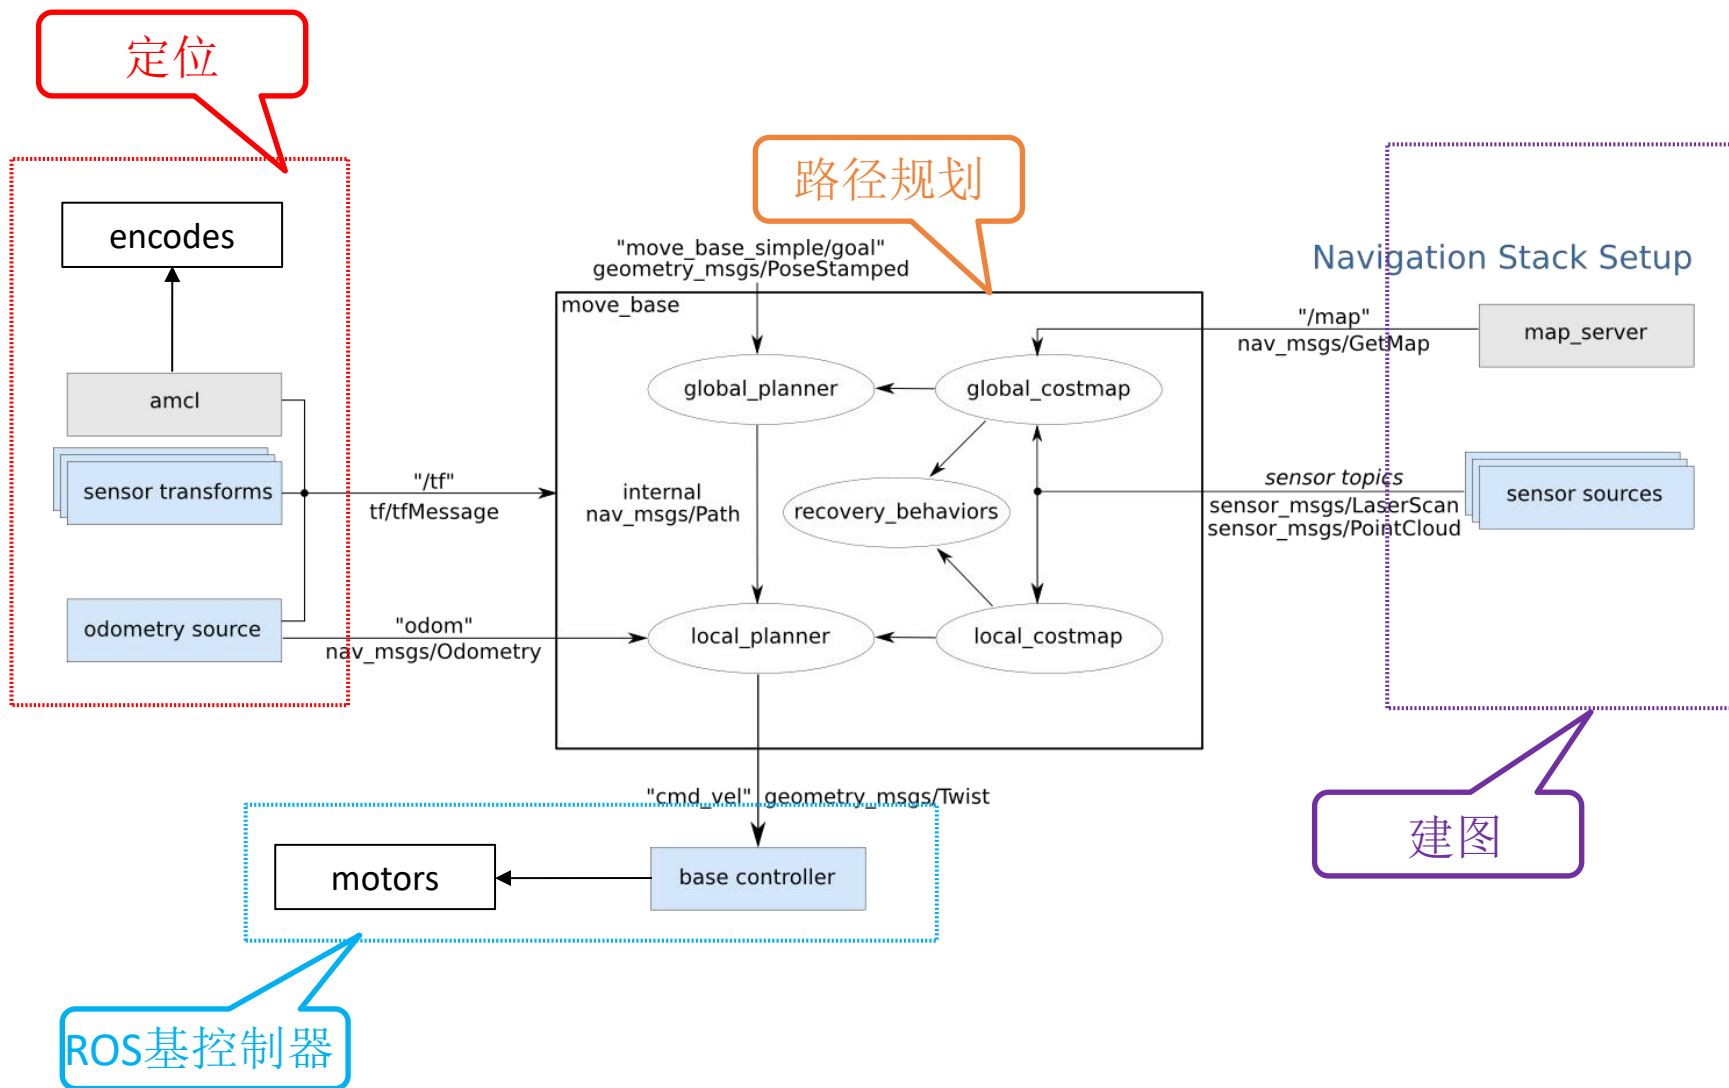 定位
路径规划
encodes
"move_base_simple/goal"
geometry_msgs/PoseStamped
Navigation Stack Setup
move_base
"/map"
nav_msgs/GetMap
map_server
global_planner
global_costmap
amcl
sensor transforms
"/tf"
tf/tfMessage
internal
nav_msgs/Path
recovery_behaviors
sensor topics
sensor_msgs/LaserScan
sensor_msgs/PointCloud
sensor sources
odometry source
"odom"
nav_msgs/Odometry
local_planner
local_costmap
"cmd_vel" geometry_msgs/Twist
motors
base controller
建图
ROS基控制器